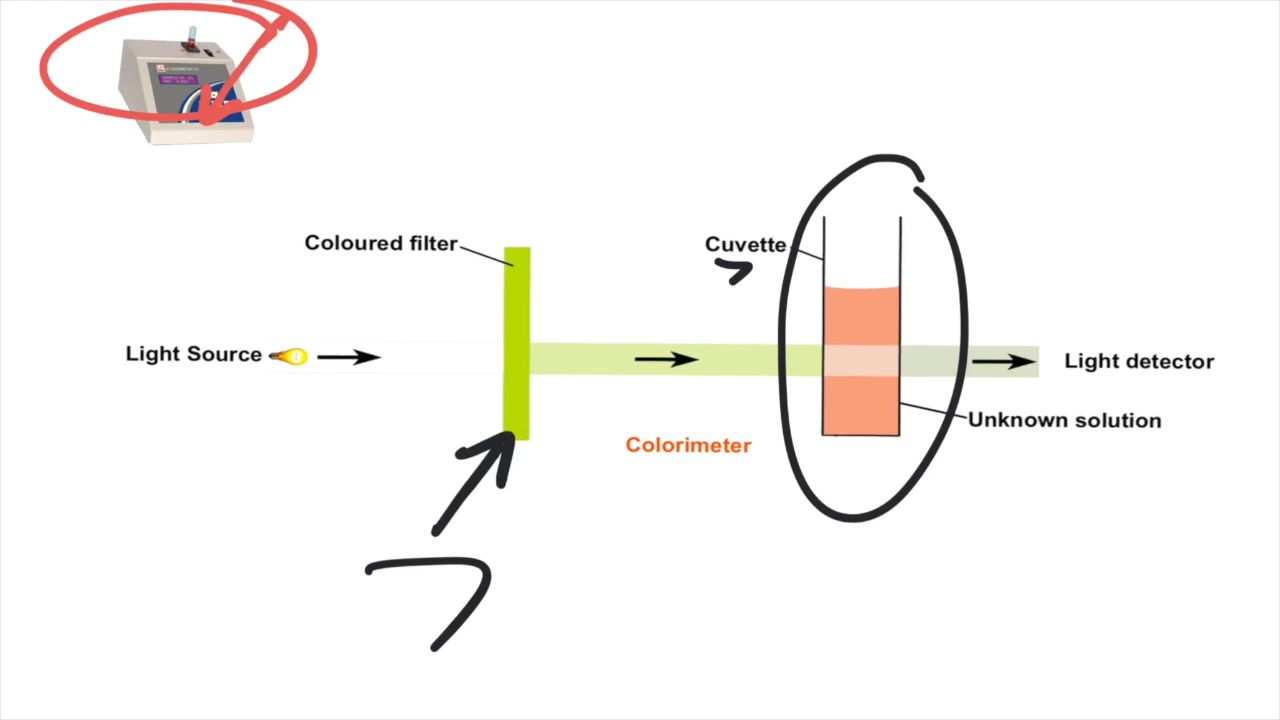 Coloured filter
Cuvette
Light Source
Light detector
Unknown solution
Colorimeter